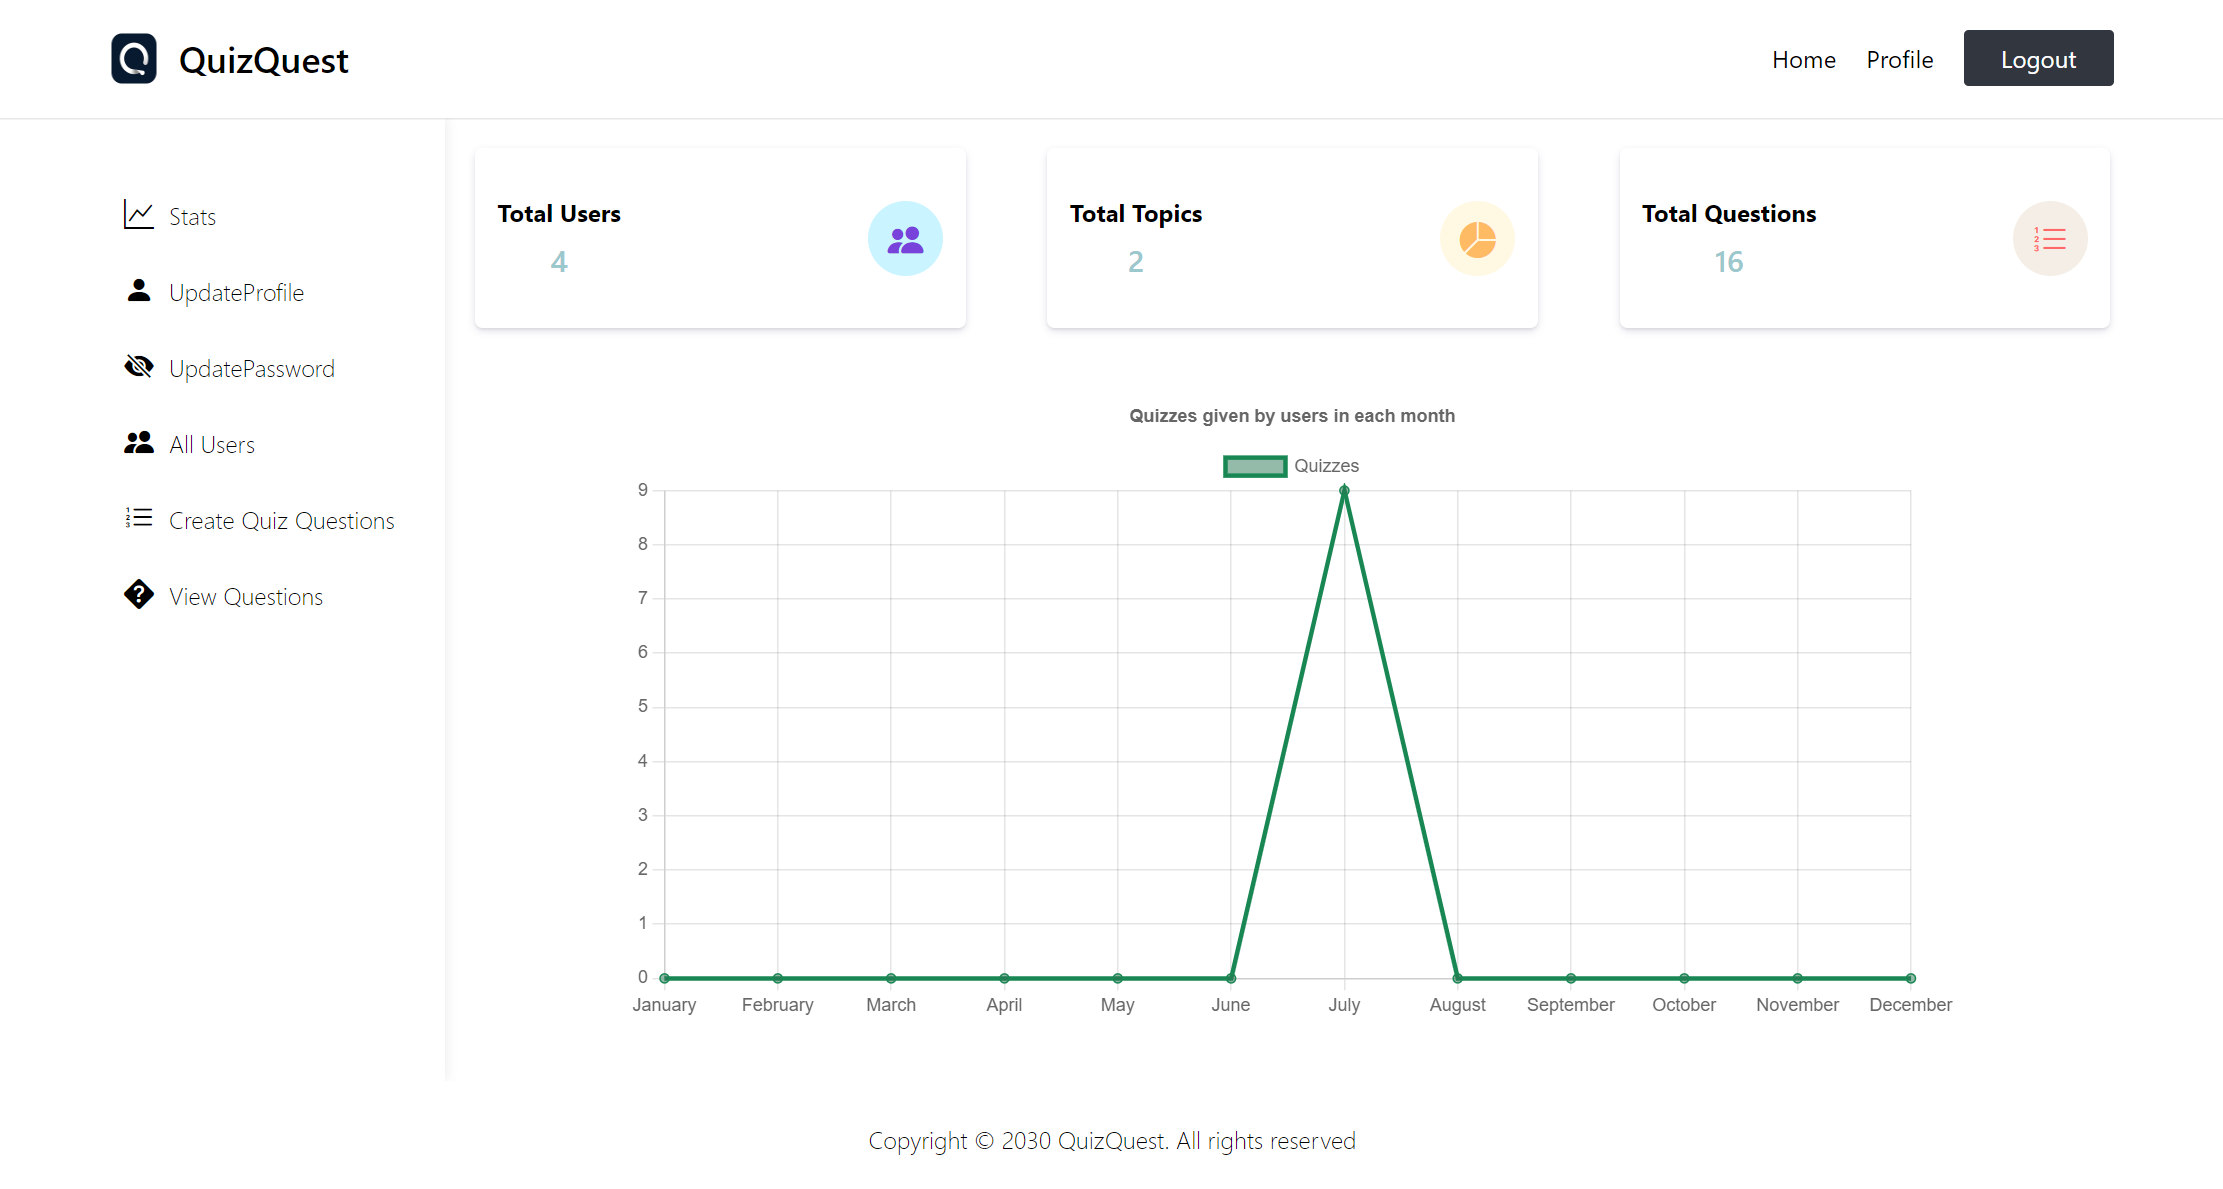 QuizQuest
Home Profile Logout
Stats
UpdateProfile
UpdatePassword
All Users
Create Quiz Questions
View Questions
Total Users
4
Total Topics
2
Total Questions
16
Quizzes given by users in each month
Quizzes
9
8
7
6
5
4
3
2
1
0
January February March April May June July August September October November December
Copyright © 2030 QuizQuest. All rights reserved